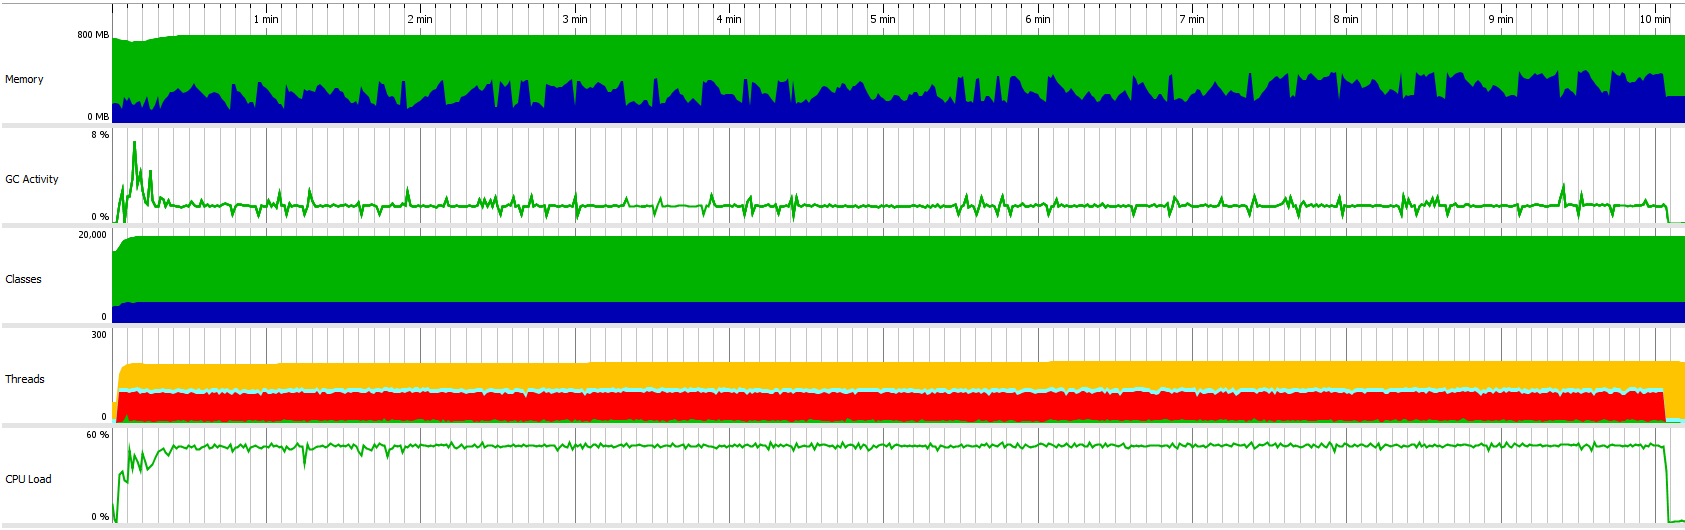 1 min 2 min 3 min 4 min 5 min 6 min 7 min 8 min 9 min 10 min
800 MB
Memory
0 MB
8 %
GC Activity
0 %
20,000
Classes
0
300
Threads
0
60 %
CPU Load
0 %